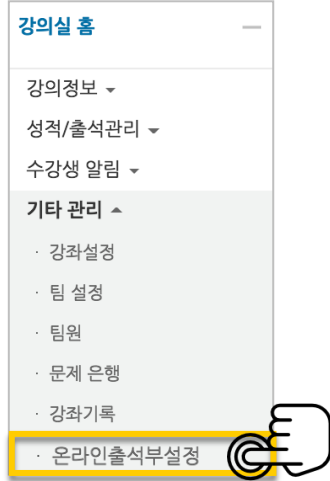 강의실 홈
강의정보
성적/출석관리
수강생 알림
기타 관리
· 강좌설정
· 팀 설정
· 팀원
· 문제 은행
· 강좌기록
· 온라인출석부설정